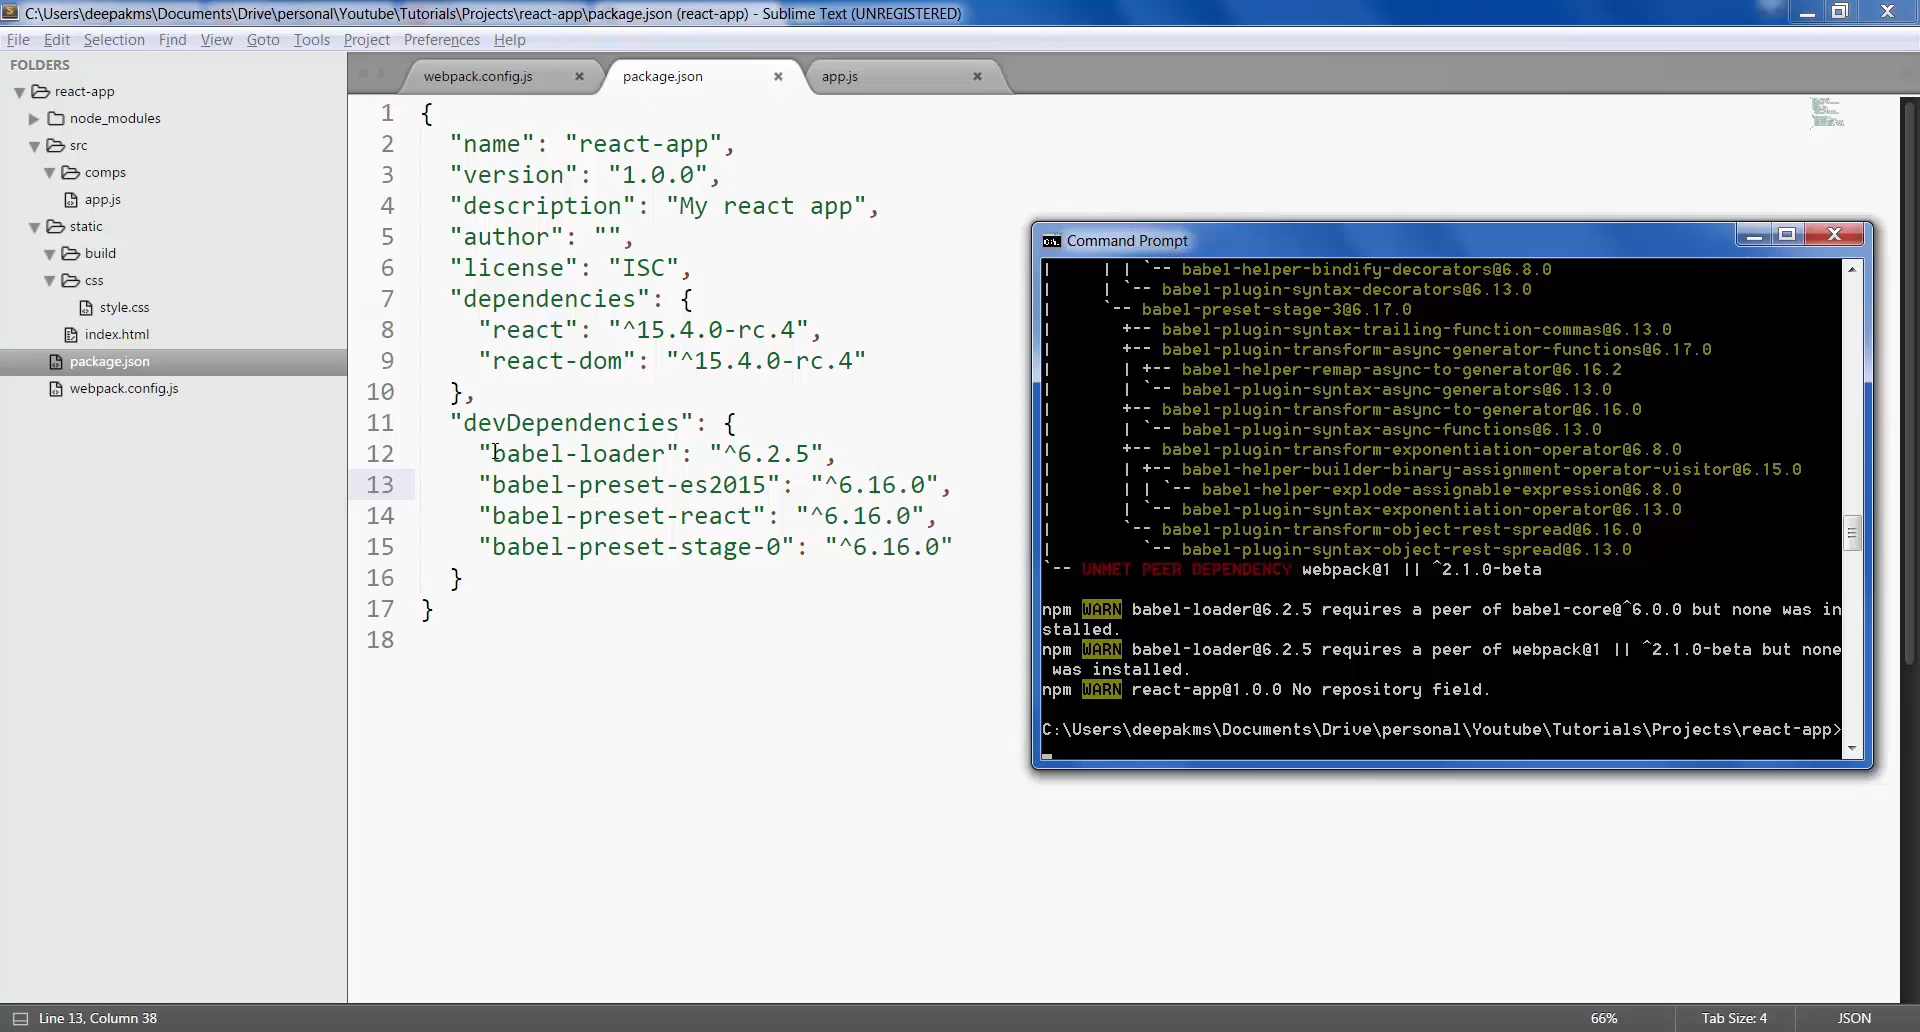 C:\Users\deepakms\Documents\Drive\personal\Youtube\Tutorials\Projects\react-app\package.json (react-app) - Sublime Text (UNREGISTERED)
File Edit Selection Find View Goto Tools Project Preferences Help
FOLDERS
react-app
node_modules
src
comps
app.js
static
build
css
style.css
index.html
package.json
webpack.config.js
webpack.config.js package.json app.js
1 {
2 "name": "react-app",
3 "version": "1.0.0",
4 "description": "My react app",
5 "author": "",
6 "license": "ISC",
7 "dependencies": {
8 "react": "^15.4.0-rc.4",
9 "react-dom": "^15.4.0-rc.4"
10 },
11 "devDependencies": {
12 "babel-loader": "^6.2.5",
13 "babel-preset-es2015": "^6.16.0",
14 "babel-preset-react": "^6.16.0",
15 "babel-preset-stage-0": "^6.16.0"
16 }
17 }
18
Command Prompt
| | | `-- babel-helper-bindify-decorators@6.8.0
| | `-- babel-plugin-syntax-decorators@6.13.0
| `-- babel-preset-stage-3@6.17.0
| +-- babel-plugin-syntax-trailing-function-commas@6.13.0
| +-- babel-plugin-transform-async-generator-functions@6.17.0
| | +-- babel-helper-remap-async-to-generator@6.16.2
| | `-- babel-plugin-syntax-async-generators@6.13.0
| +-- babel-plugin-transform-async-to-generator@6.16.0
| | `-- babel-plugin-syntax-async-functions@6.13.0
| +-- babel-plugin-transform-exponentiation-operator@6.8.0
| | +-- babel-helper-builder-binary-assignment-operator-visitor@6.15.0
| | | `-- babel-helper-explode-assignable-expression@6.8.0
| | `-- babel-plugin-syntax-exponentiation-operator@6.13.0
| `-- babel-plugin-transform-object-rest-spread@6.16.0
| `-- babel-plugin-syntax-object-rest-spread@6.13.0
`-- UNMET PEER DEPENDENCY webpack@1 || ^2.1.0-beta
npm WARN babel-loader@6.2.5 requires a peer of babel-core@^6.0.0 but none was in
stalled.
npm WARN babel-loader@6.2.5 requires a peer of webpack@1 || ^2.1.0-beta but none
was installed.
npm WARN react-app@1.0.0 No repository field.
C:\Users\deepakms\Documents\Drive\personal\Youtube\Tutorials\Projects\react-app>
Line 13, Column 38 66% Tab Size: 4 JSON